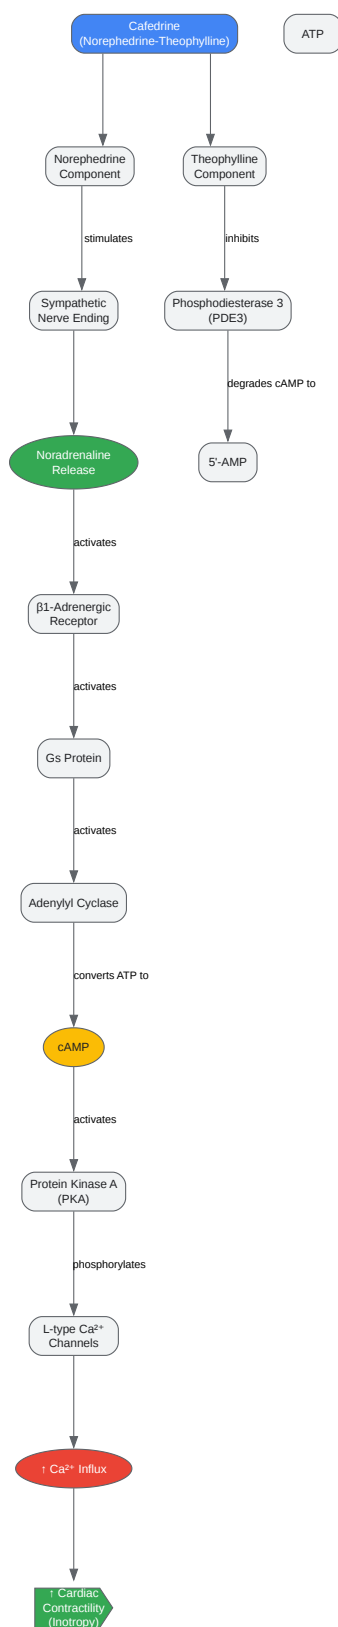 Cafedrine
(Norephedrine-Theophylline)
ATP
Norephedrine
Component
Theophylline
Component
stimulates
inhibits
Sympathetic
Nerve Ending
Phosphodiesterase 3
(PDE3)
degrades cAMP to
Noradrenaline
Release
5'-AMP
activates
β1-Adrenergic
Receptor
activates
Gs Protein
activates
Adenylyl Cyclase
converts ATP to
cAMP
activates
Protein Kinase A
(PKA)
phosphorylates
L-type Ca²⁺
Channels
↑ Ca²⁺ Influx
↑ Cardiac
Contractility
(Inotropy)